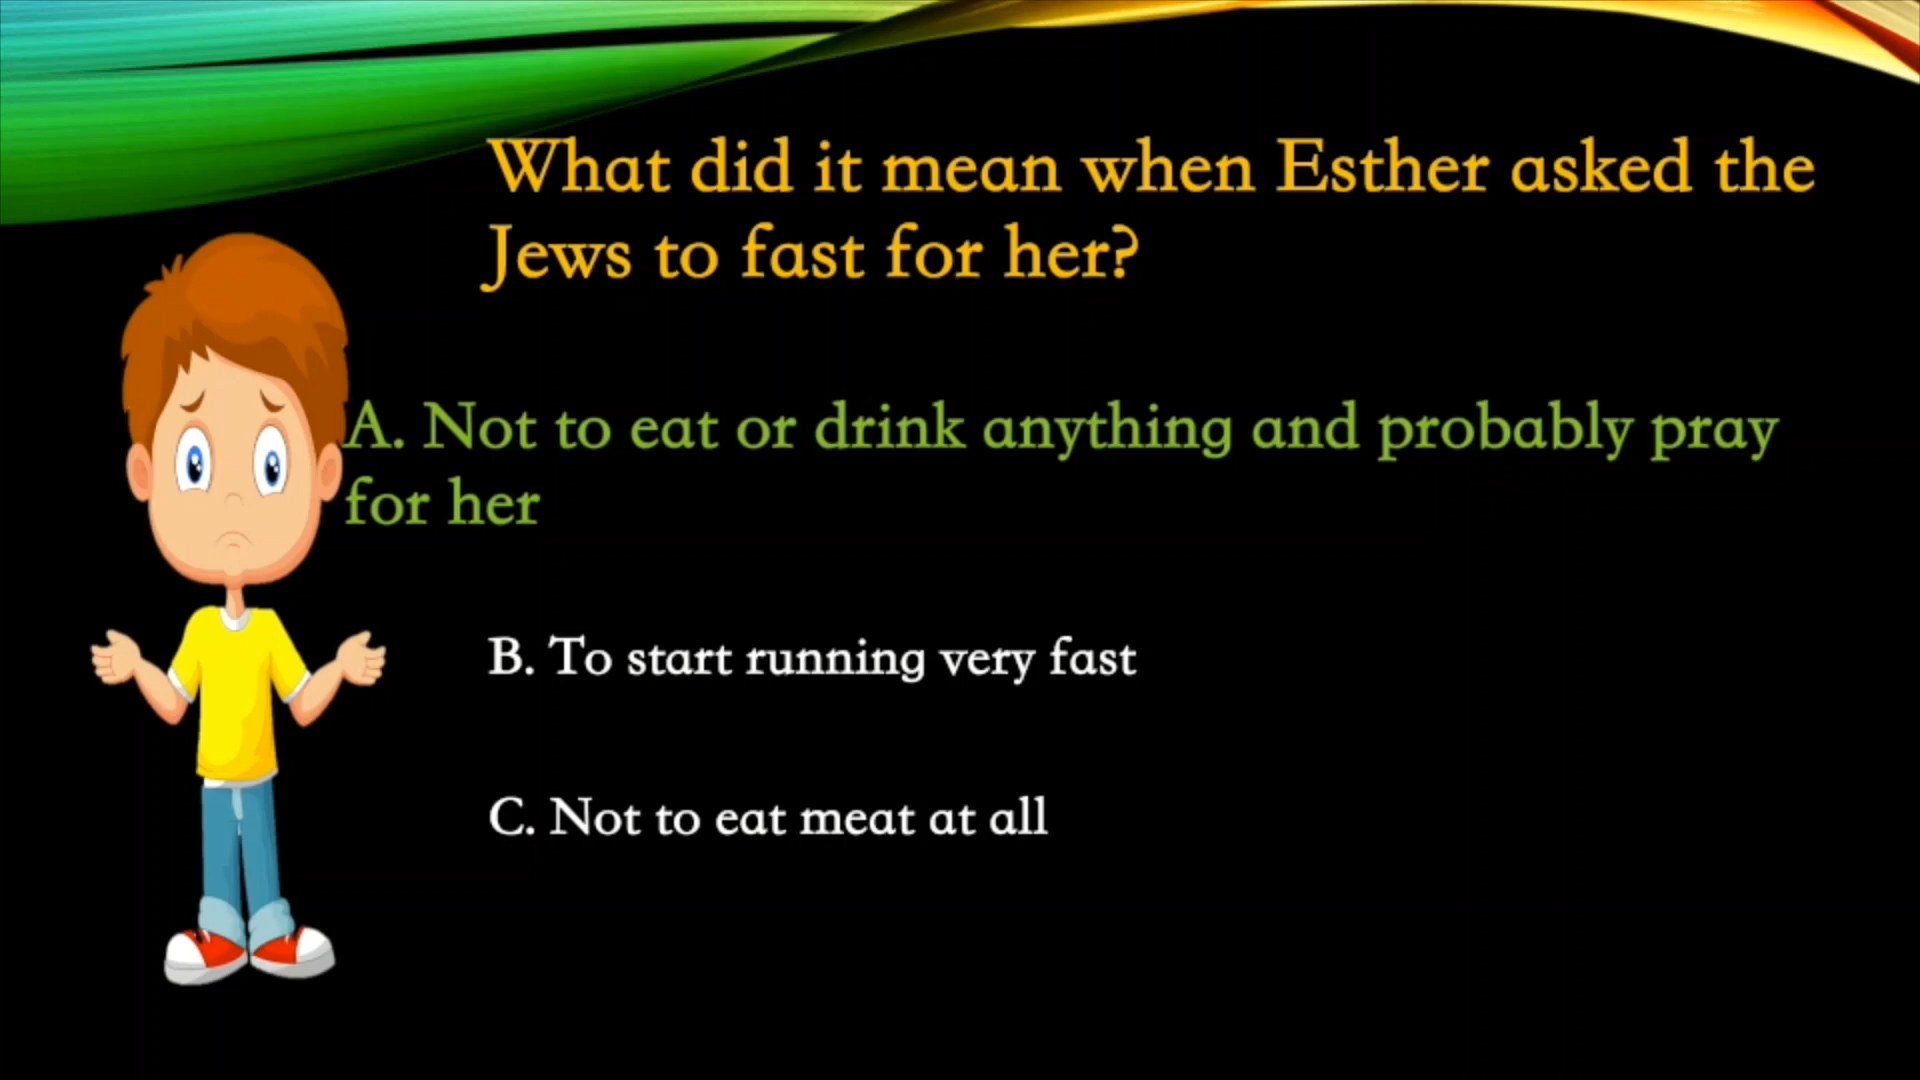 What did it mean when Esther asked the
Jews to fast for her?
A. Not to eat or drink anything and probably pray
for her
B. To start running very fast
C. Not to eat meat at all